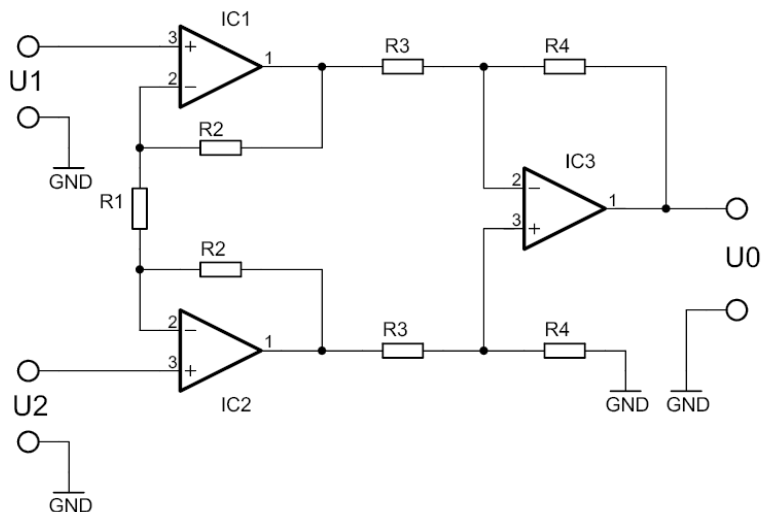 IC1
3
+
1
2
−
U1
R3
R4
R2
GND
R1
IC3
2
−
1
3
+
R2
U0
2
−
1
3
+
R3
R4
IC2
U2
GND
GND
GND